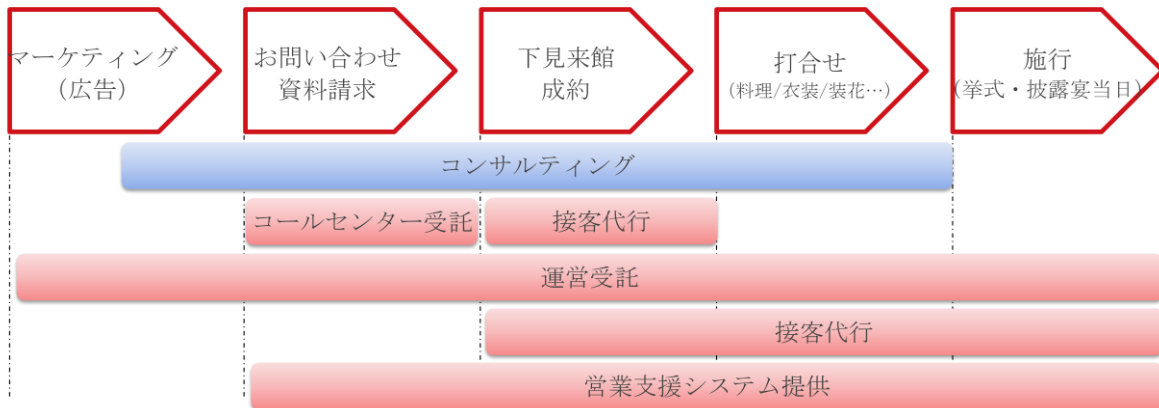 マーケティング
(広告)
お問い合わせ
資料請求
下見来館
成約
打合せ
(料理/衣装/装花…)
施行
(挙式・披露宴当日)
コンサルティング
コールセンター受託
接客代行
運営受託
接客代行
営業支援システム提供